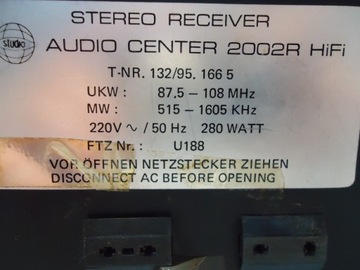 STEREO RECEIVER
studio
AUDIO CENTER 2002R HiFi
T-NR. 132/95. 166 5
UKW : 87,5 – 108 MHz
MW : 515 – 1605 KHz
220V ~ / 50 Hz 280 WATT
FTZ Nr. : U188
VOR ÖFFNEN NETZSTECKER ZIEHEN
DISCONNECT AC BEFORE OPENING